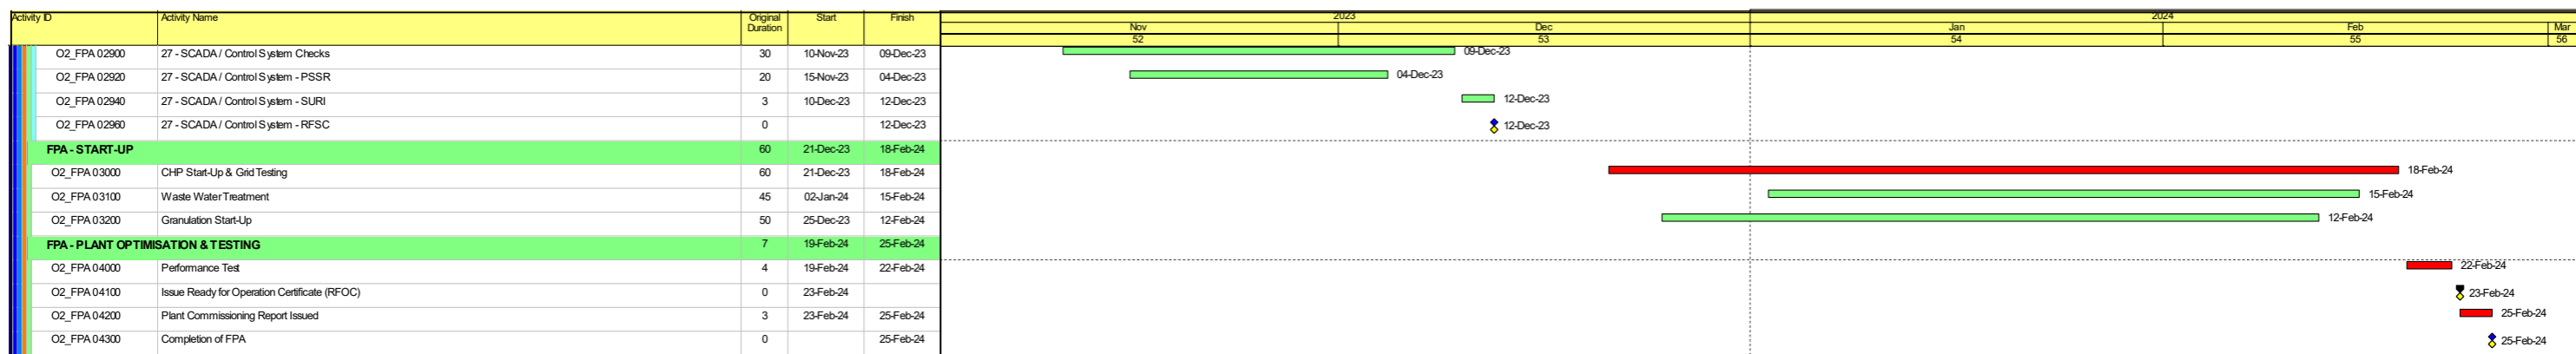 Activity ID Activity Name Original Duration Start Finish 2023 2024
Nov Dec Jan Feb Mar
52 53 54 55 56
O2_FPA 02900 27 - SCADA / Control System Checks 30 10-Nov-23 09-Dec-23 09-Dec-23
O2_FPA 02920 27 - SCADA / Control System - PSSR 20 15-Nov-23 04-Dec-23 04-Dec-23
O2_FPA 02940 27 - SCADA / Control System - SURI 3 10-Dec-23 12-Dec-23 12-Dec-23
O2_FPA 02960 27 - SCADA / Control System - RFSC 0 12-Dec-23 12-Dec-23
FPA - START-UP 60 21-Dec-23 18-Feb-24
O2_FPA 03000 CHP Start-Up & Grid Testing 60 21-Dec-23 18-Feb-24 18-Feb-24
O2_FPA 03100 Waste Water Treatment 45 02-Jan-24 15-Feb-24 15-Feb-24
O2_FPA 03200 Granulation Start-Up 50 25-Dec-23 12-Feb-24 12-Feb-24
FPA - PLANT OPTIMISATION & TESTING 7 19-Feb-24 25-Feb-24
O2_FPA 04000 Performance Test 4 19-Feb-24 22-Feb-24 22-Feb-24
O2_FPA 04100 Issue Ready for Operation Certificate (RFOC) 0 23-Feb-24 23-Feb-24
O2_FPA 04200 Plant Commissioning Report Issued 3 23-Feb-24 25-Feb-24 25-Feb-24
O2_FPA 04300 Completion of FPA 0 25-Feb-24 25-Feb-24